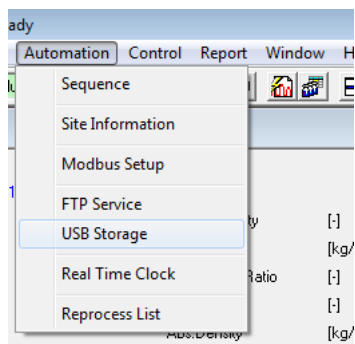 ady
Automation Control Report Window H
Sequence
Site Information
Modbus Setup
FTP Service
USB Storage
Real Time Clock
Reprocess List
ty [-]
[kg/
Ratio [-]
[-]
Abs.Density [kg/